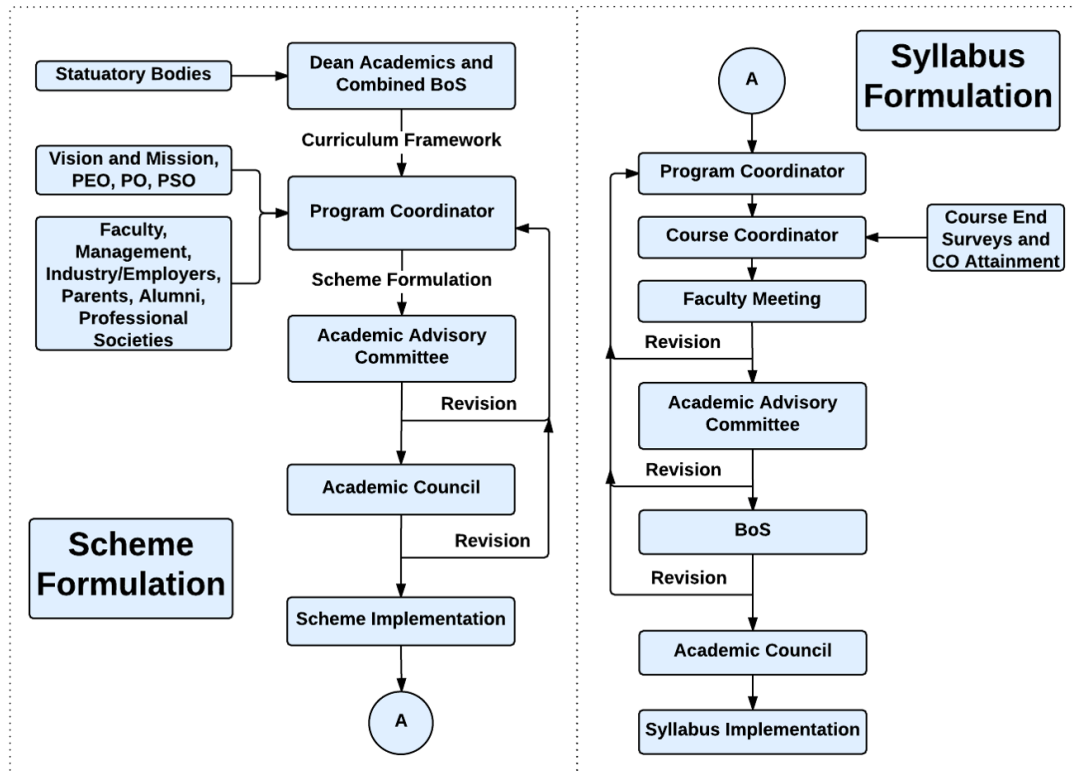 Statuatory Bodies
Dean Academics and
Combined BoS
Curriculum Framework
Vision and Mission,
PEO, PO, PSO
Program Coordinator
Faculty,
Management,
Industry/Employers,
Parents, Alumni,
Professional
Societies
Scheme Formulation
Academic Advisory
Committee
Revision
Academic Council
Revision
Scheme
Formulation
Scheme Implementation
A
Syllabus
Formulation
A
Program Coordinator
Course Coordinator
Course End
Surveys and
CO Attainment
Faculty Meeting
Revision
Academic Advisory
Committee
Revision
BoS
Revision
Academic Council
Syllabus Implementation